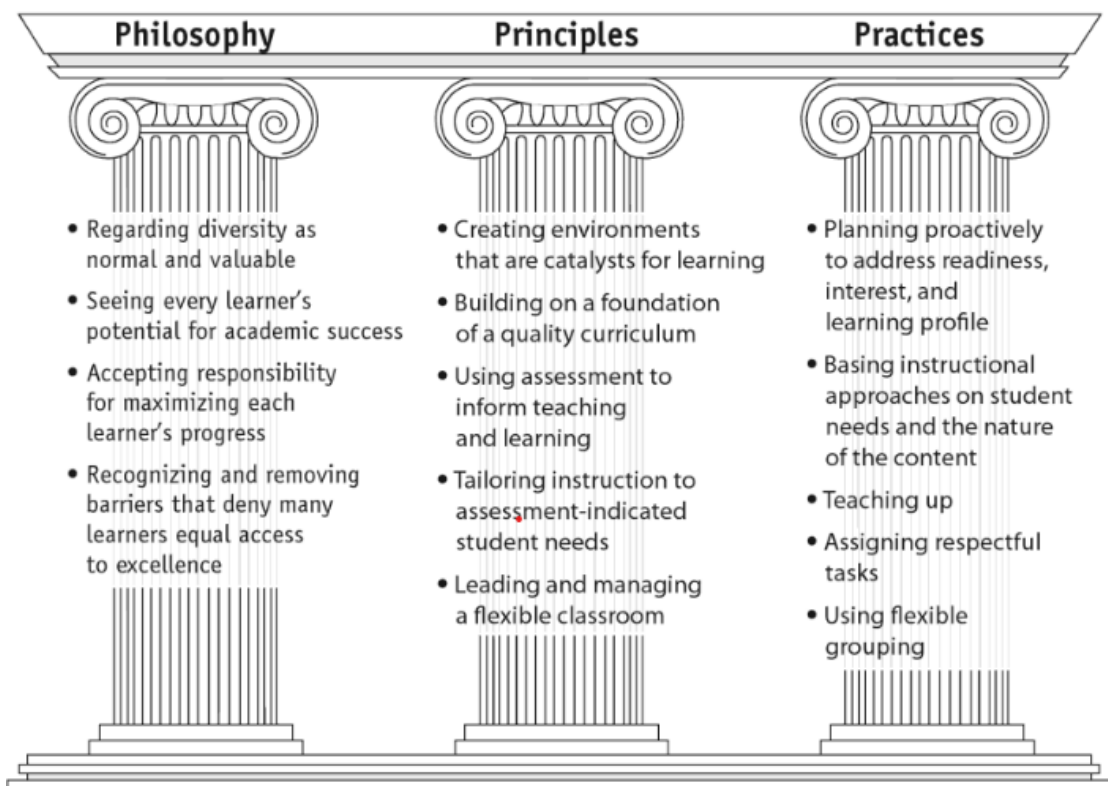 Philosophy
Principles
Practices
• Regarding diversity as
normal and valuable
• Seeing every learner's
potential for academic success
• Accepting responsibility
for maximizing each
learner's progress
• Recognizing and removing
barriers that deny many
learners equal access
to excellence
• Creating environments
that are catalysts for learning
• Building on a foundation
of a quality curriculum
• Using assessment to
inform teaching
and learning
• Tailoring instruction to
assessment-indicated
student needs
• Leading and managing
a flexible classroom
• Planning proactively
to address readiness,
interest, and
learning profile
• Basing instructional
approaches on student
needs and the nature
of the content
• Teaching up
• Assigning respectful
tasks
• Using flexible
grouping